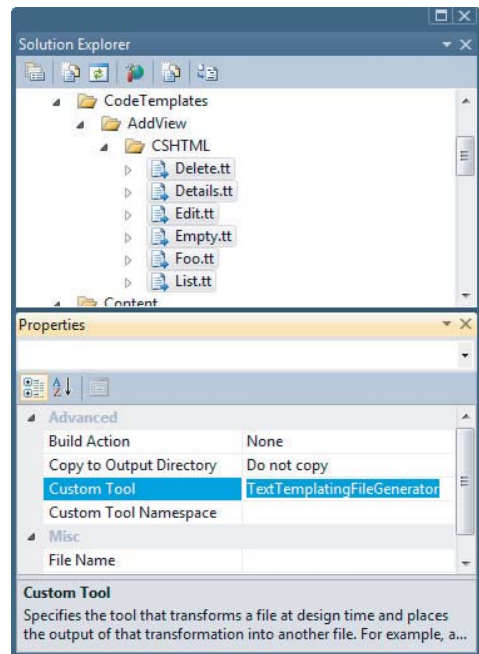 Solution Explorer
CodeTemplates
AddView
CSHTML
Delete.tt
Details.tt
Edit.tt
Empty.tt
Foo.tt
List.tt
Content
Properties
Advanced
Build Action None
Copy to Output Directory Do not copy
Custom Tool TextTemplatingFileGenerator
Custom Tool Namespace
Misc
File Name
Custom Tool
Specifies the tool that transforms a file at design time and places
the output of that transformation into another file. For example, a...